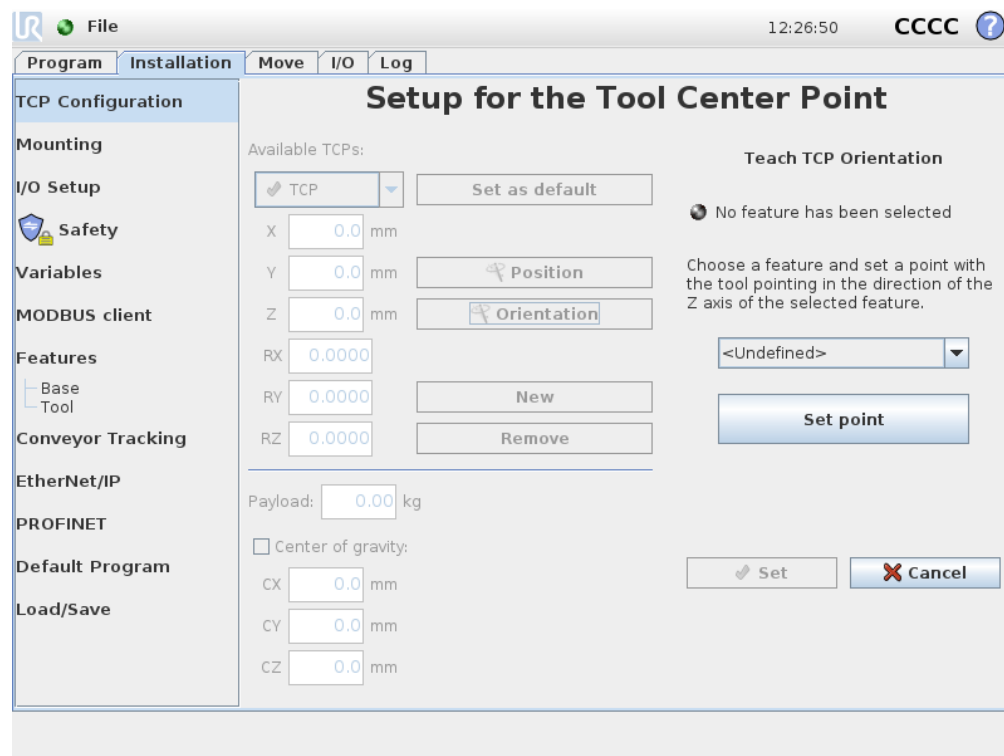 UR File 12:26:50 CCCC ?
Program Installation Move I/O Log
TCP Configuration
Mounting
I/O Setup
Safety
Variables
MODBUS client
Features
Base
Tool
Conveyor Tracking
EtherNet/IP
PROFINET
Default Program
Load/Save
Setup for the Tool Center Point
Available TCPs:
TCP Set as default
X 0.0 mm
Y 0.0 mm Position
Z 0.0 mm Orientation
RX 0.0000
RY 0.0000 New
RZ 0.0000 Remove
Payload: 0.00 kg
Center of gravity:
CX 0.0 mm
CY 0.0 mm
CZ 0.0 mm
Teach TCP Orientation
No feature has been selected
Choose a feature and set a point with
the tool pointing in the direction of the
Z axis of the selected feature.
<Undefined>
Set point
Set Cancel